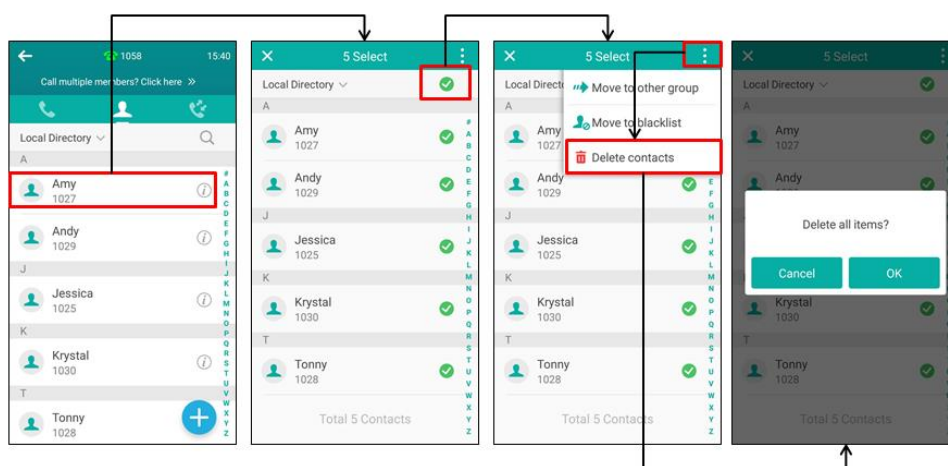 1058 15:40
Call multiple members? Click here »
Local Directory
A
Amy
1027
Andy
1029
J
Jessica
1025
K
Krystal
1030
T
Tonny
1028
#
A
B
C
D
E
F
G
H
I
J
K
L
M
N
O
P
Q
R
S
T
U
V
W
X
Y
Z
5 Select
Local Directory
A
Amy
1027
Andy
1029
J
Jessica
1025
K
Krystal
1030
T
Tonny
1028
Total 5 Contacts
#
A
B
C
D
E
F
G
H
I
J
K
L
M
N
O
P
Q
R
S
T
U
V
W
X
Y
Z
5 Select
Local Direct
Move to other group
Move to blacklist
Delete contacts
A
Amy
1027
Andy
1029
J
Jessica
1025
K
Krystal
1030
T
Tonny
1028
Total 5 Contacts
E
F
G
H
I
J
K
L
M
N
O
P
Q
R
S
T
U
V
W
X
Y
Z
5 Select
Local Directory
A
Amy
1027
Andy
Delete all items?
Cancel OK
Krystal
1030
T
Tonny
1028
Total 5 Contacts